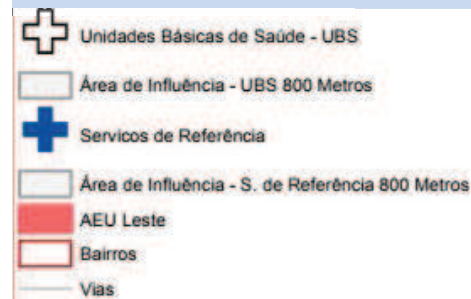 Unidades Básicas de Saúde - UBS
Área de Influência - UBS 800 Metros
Servicos de Referência
Área de Influência - S. de Referência 800 Metros
AEU Leste
Bairros
Vias